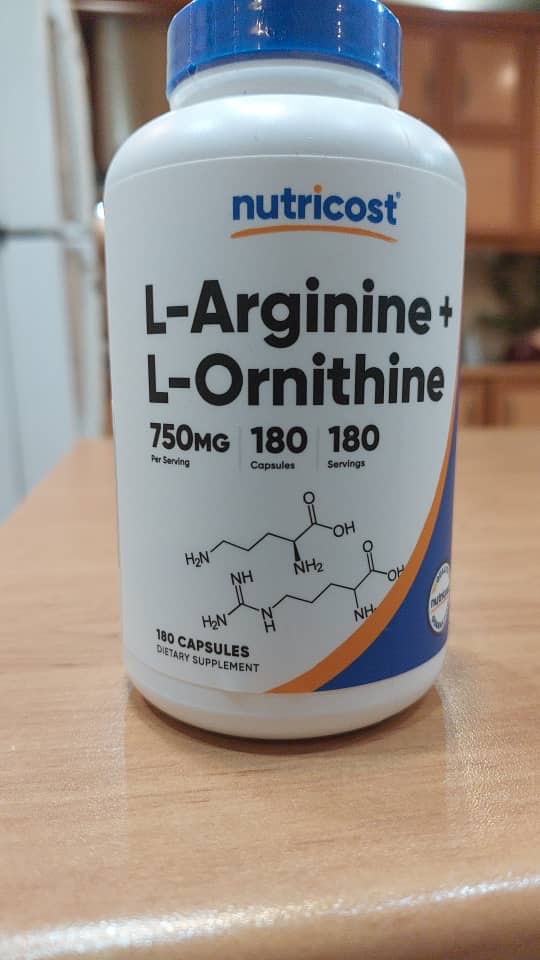 nutricost®
L-Arginine +
L-Ornithine
750MG
Per Serving
180
Capsules
180
Servings
O
OH
H2N
NH2
O
OH
NH
H2N
N
H
NH
nutricost
180 CAPSULES
DIETARY SUPPLEMENT